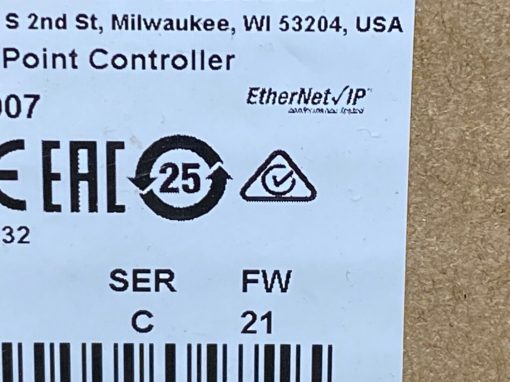 S 2nd St, Milwaukee, WI 53204, USA
Point Controller
EtherNet/IP
007
EAC
25
32
SER FW
C 21